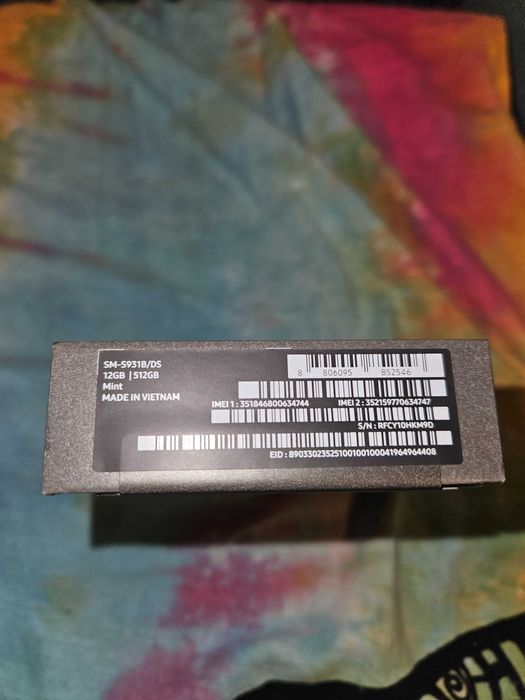 SM-S931B/DS
12GB | 512GB
Mint
MADE IN VIETNAM
8 806095 852546
IMEI 1 : 351846800634744 IMEI 2 : 352159770634747
S/N : RFCY10HKM9D
EID : 89033023525100100100041964964408